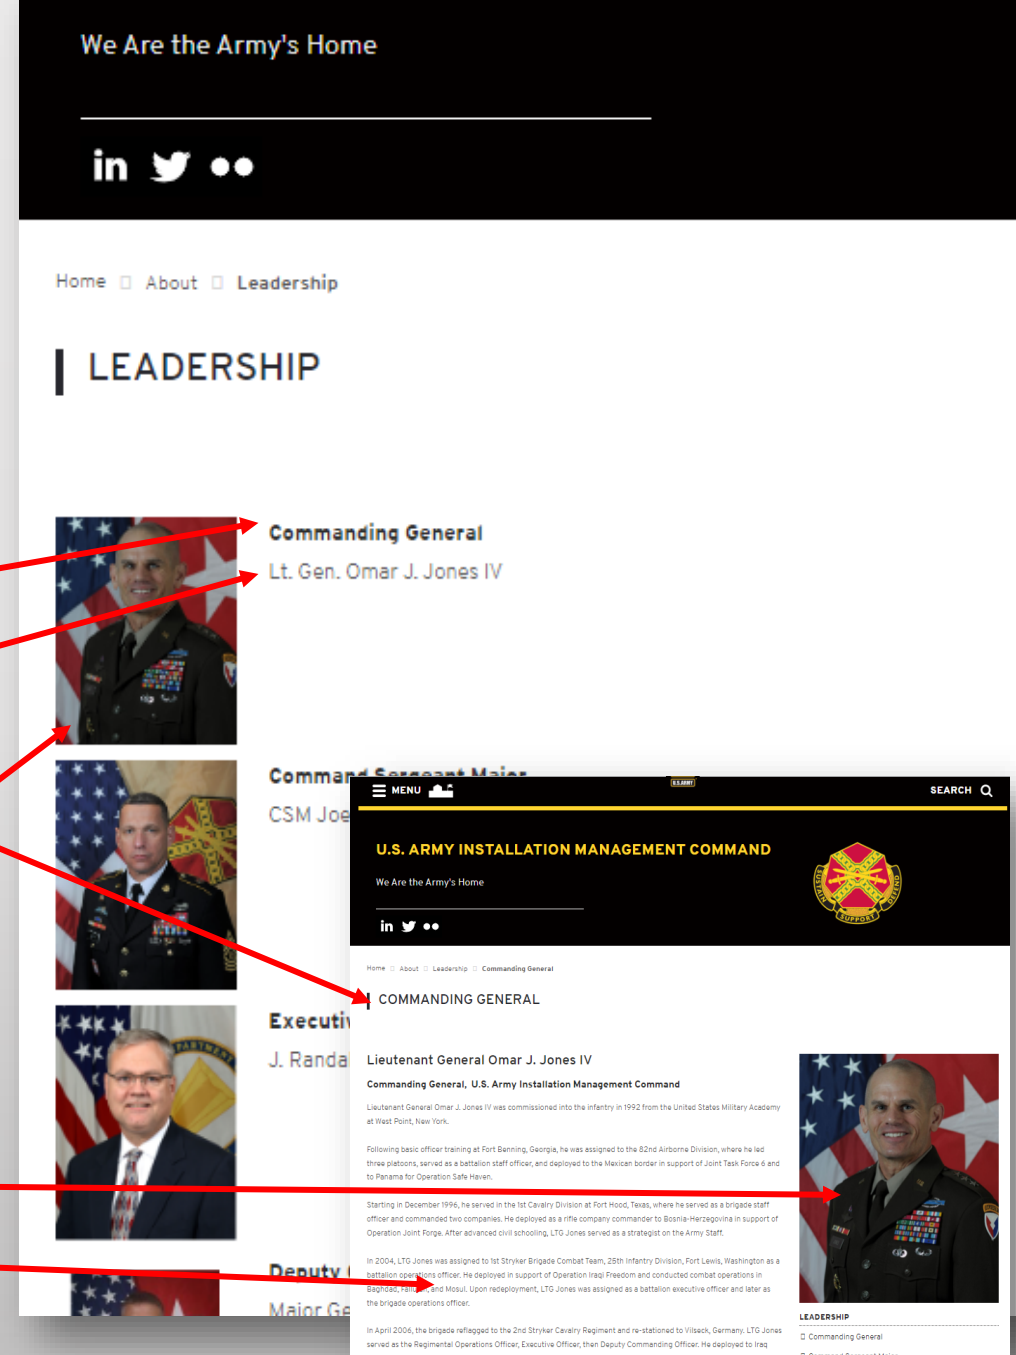 We Are the Army's Home
in
Home About Leadership
LEADERSHIP
Commanding General
Lt. Gen. Omar J. Jones IV
Command Sergeant Major
CSM Joe
Executiv
J. Randa
Deputy
Major Ge
MENU
U.S. ARMY
SEARCH
U.S. ARMY INSTALLATION MANAGEMENT COMMAND
We Are the Army's Home
in
SUSTAIN SUPPORT DEFEND
Home About Leadership Commanding General
COMMANDING GENERAL
Lieutenant General Omar J. Jones IV
Commanding General, U.S. Army Installation Management Command
Lieutenant General Omar J. Jones IV was commissioned into the infantry in 1992 from the United States Military Academy
at West Point, New York.
Following basic officer training at Fort Benning, Georgia, he was assigned to the 82nd Airborne Division, where he led
three platoons, served as a battalion staff officer, and deployed to the Mexican border in support of Joint Task Force 6 and
to Panama for Operation Safe Haven.
Starting in December 1996, he served in the 1st Cavalry Division at Fort Hood, Texas, where he served as a brigade staff
officer and commanded two companies. He deployed as a rifle company commander to Bosnia-Herzegovina in support of
Operation Joint Forge. After advanced civil schooling, LTG Jones served as a strategist on the Army Staff.
In 2004, LTG Jones was assigned to 1st Stryker Brigade Combat Team, 25th Infantry Division, Fort Lewis, Washington as a
battalion operations officer. He deployed in support of Operation Iraqi Freedom and conducted combat operations in
Baghdad, and Mosul. Upon redeployment, LTG Jones was assigned as a battalion executive officer and later as
the brigade operations officer.
In April 2006, the brigade reflagged to the 2nd Stryker Cavalry Regiment and re-stationed to Vilseck, Germany. LTG Jones
served as the Regimental Operations Officer, Executive Officer, then Deputy Commanding Officer. He deployed to Iraq
LEADERSHIP
Commanding General
Command Sergeant Major